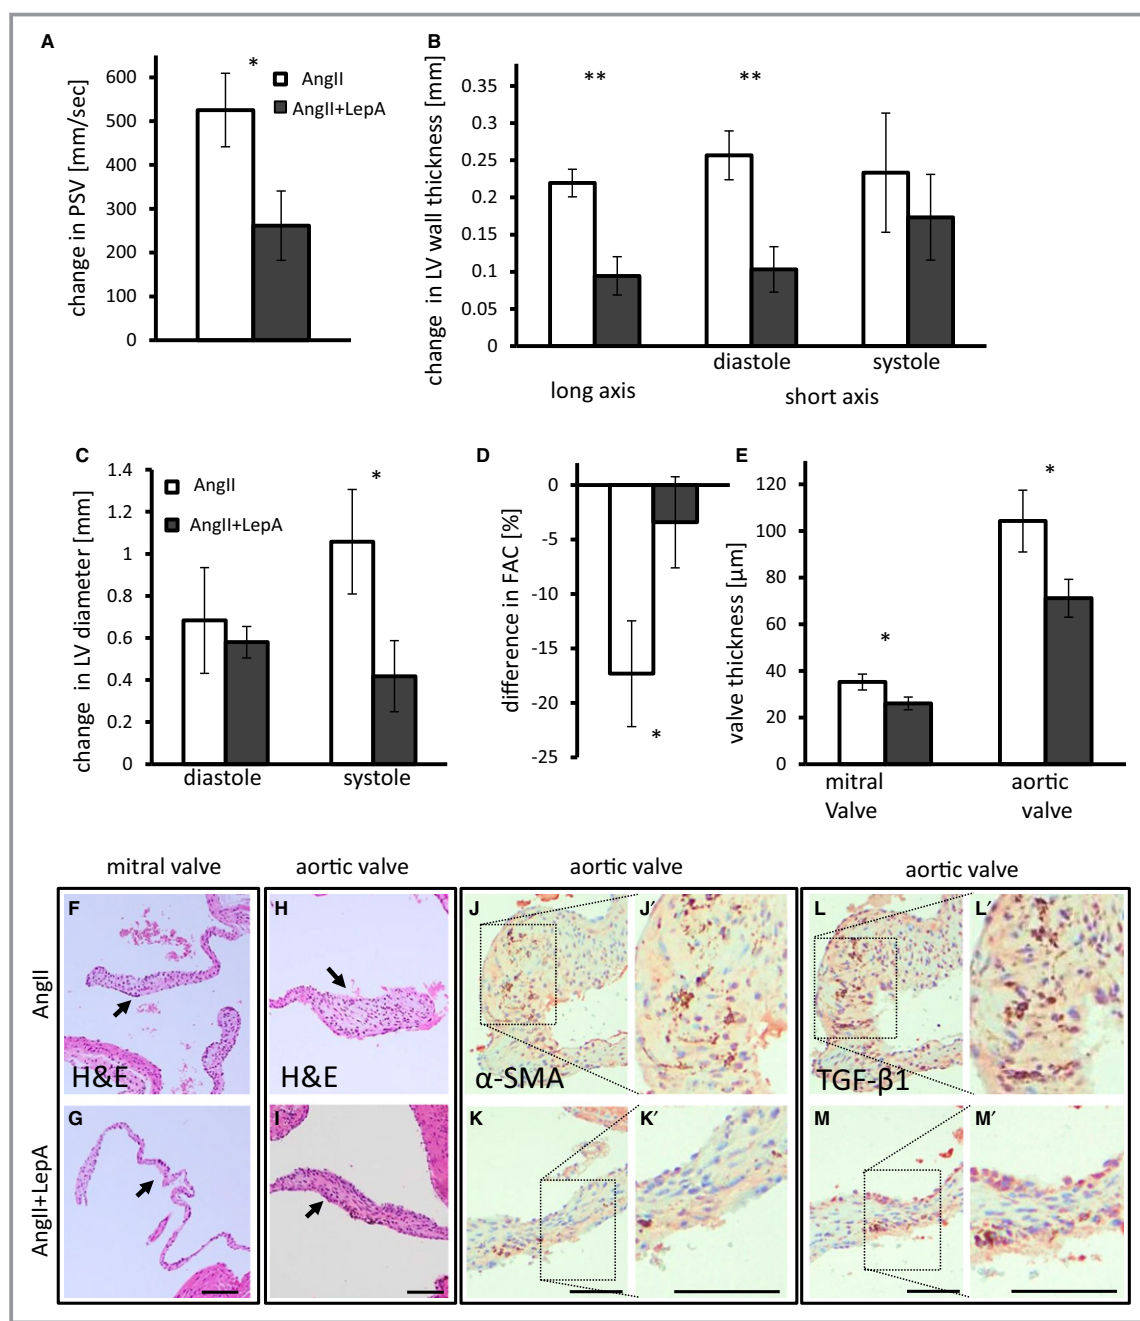 A
change in PSV [mm/sec]
600
500
400
300
200
100
0
*
AngII
AngII+LepA
B
change in LV wall thickness [mm]
0.35
0.3
0.25
0.2
0.15
0.1
0.05
0
**
**
diastole
systole
long axis
short axis
C
change in LV diameter [mm]
1.4
1.2
1
0.8
0.6
0.4
0.2
0
AngII
AngII+LepA
*
diastole
systole
D
difference in FAC [%]
0
-5
-10
-15
-20
-25
*
E
valve thickness [µm]
120
100
80
60
40
20
0
*
*
mitral
Valve
aortic
valve
mitral valve
aortic valve
aortic valve
aortic valve
AngII
F
H&E
H
H&E
J
α-SMA
J′
L
TGF-β1
L′
AngII+LepA
G
I
K
K′
M
M′